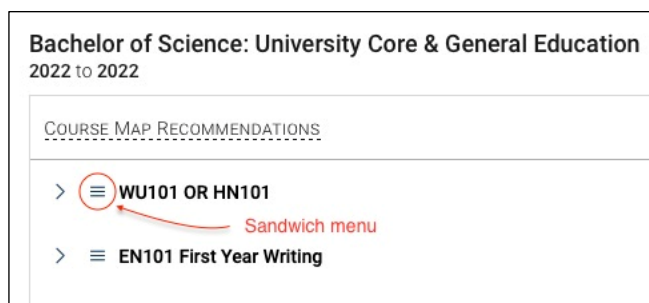 Bachelor of Science: University Core & General Education
2022 to 2022
COURSE MAP RECOMMENDATIONS
WU101 OR HN101
Sandwich menu
EN101 First Year Writing